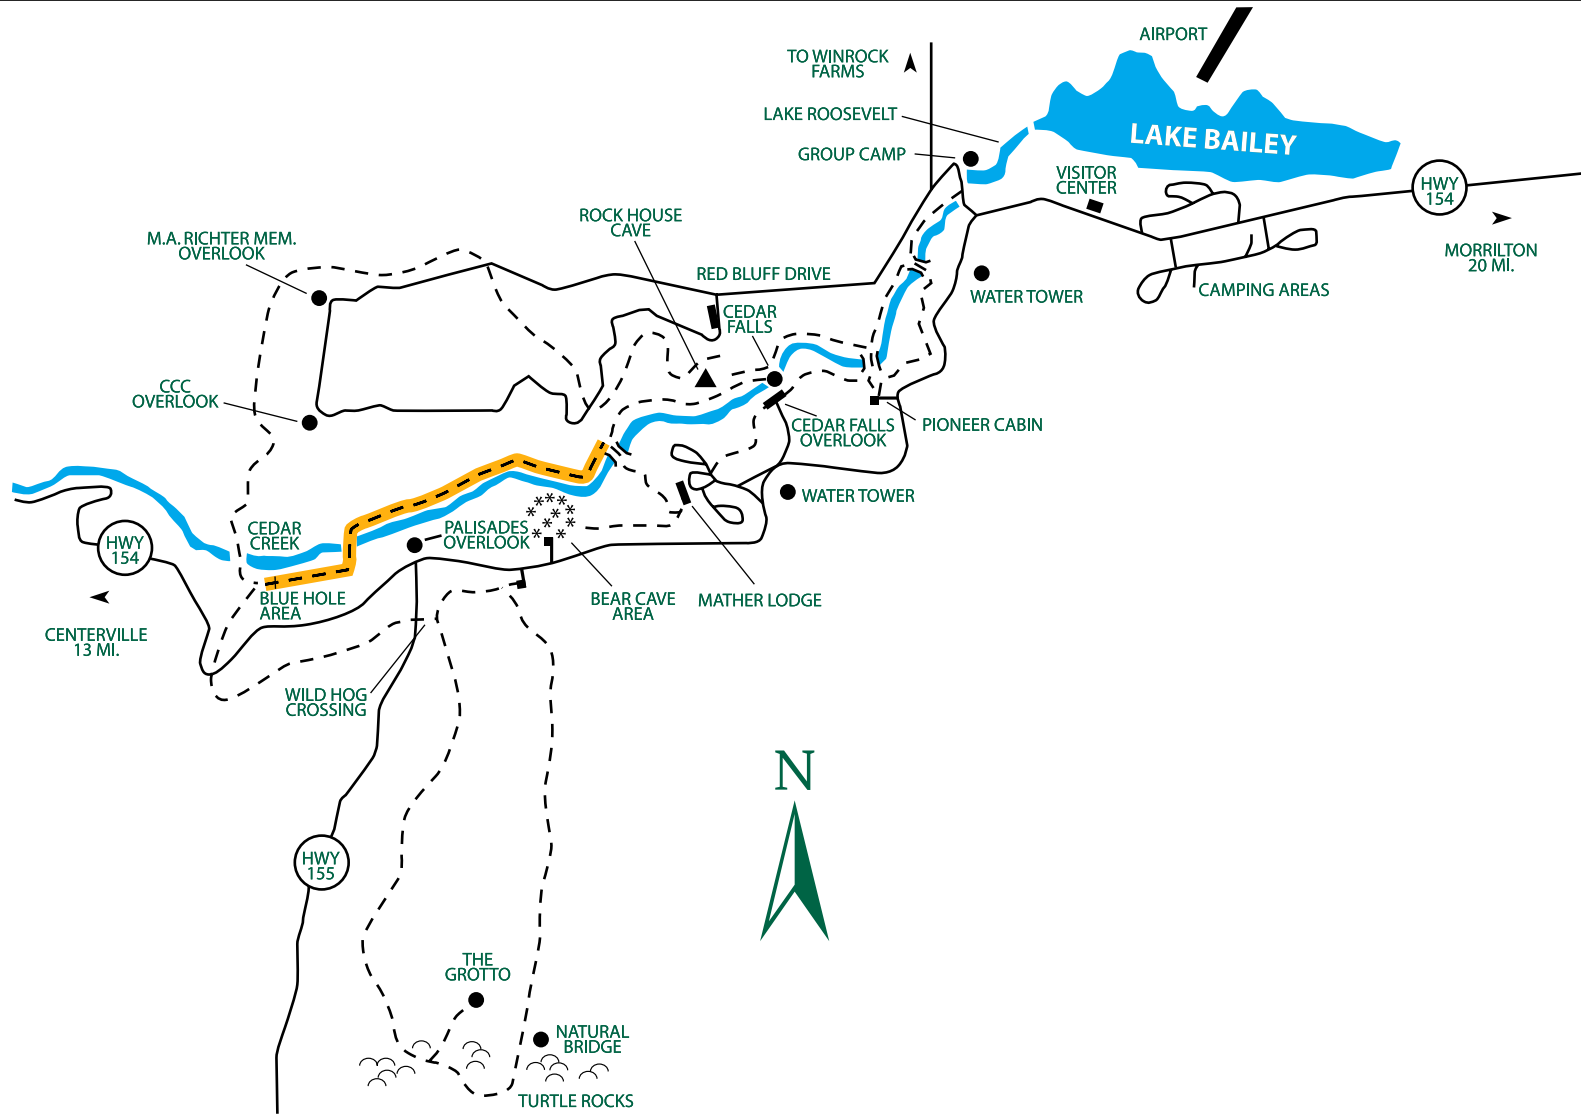 AIRPORT
TO WINROCK
FARMS
LAKE ROOSEVELT
LAKE BAILEY
GROUP CAMP
VISITOR
CENTER
HWY
154
ROCK HOUSE
CAVE
M.A. RICHTER MEM.
OVERLOOK
MORRILTON
20 MI.
RED BLUFF DRIVE
WATER TOWER
CAMPING AREAS
CEDAR
FALLS
CCC
OVERLOOK
CEDAR FALLS
OVERLOOK
PIONEER CABIN
WATER TOWER
CEDAR
CREEK
PALISADES
OVERLOOK
HWY
154
BLUE HOLE
AREA
BEAR CAVE
AREA
MATHER LODGE
CENTERVILLE
13 MI.
WILD HOG
CROSSING
N
HWY
155
THE
GROTTO
NATURAL
BRIDGE
TURTLE ROCKS